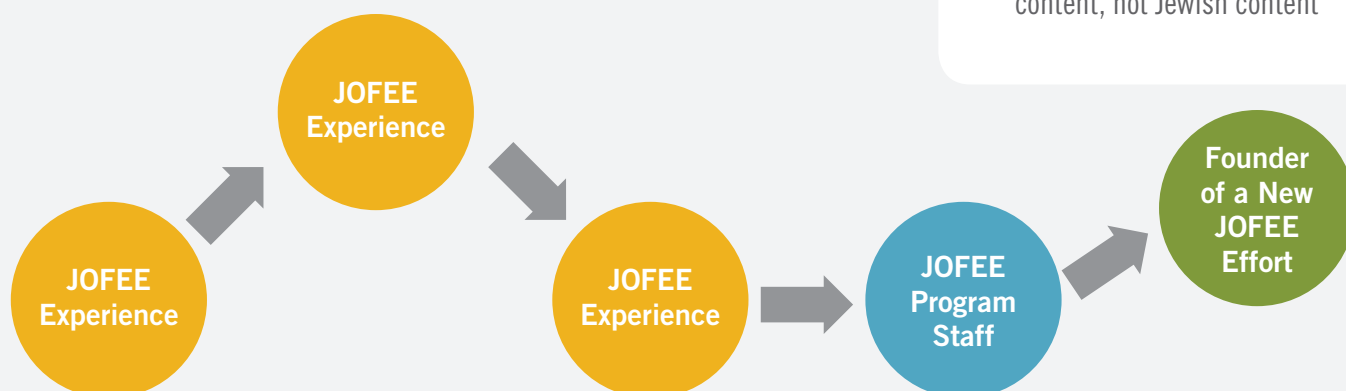 content, not Jewish content
JOFEE
Experience
JOFEE
Experience
JOFEE
Experience
JOFEE
Program
Staff
Founder
of a New
JOFEE
Effort